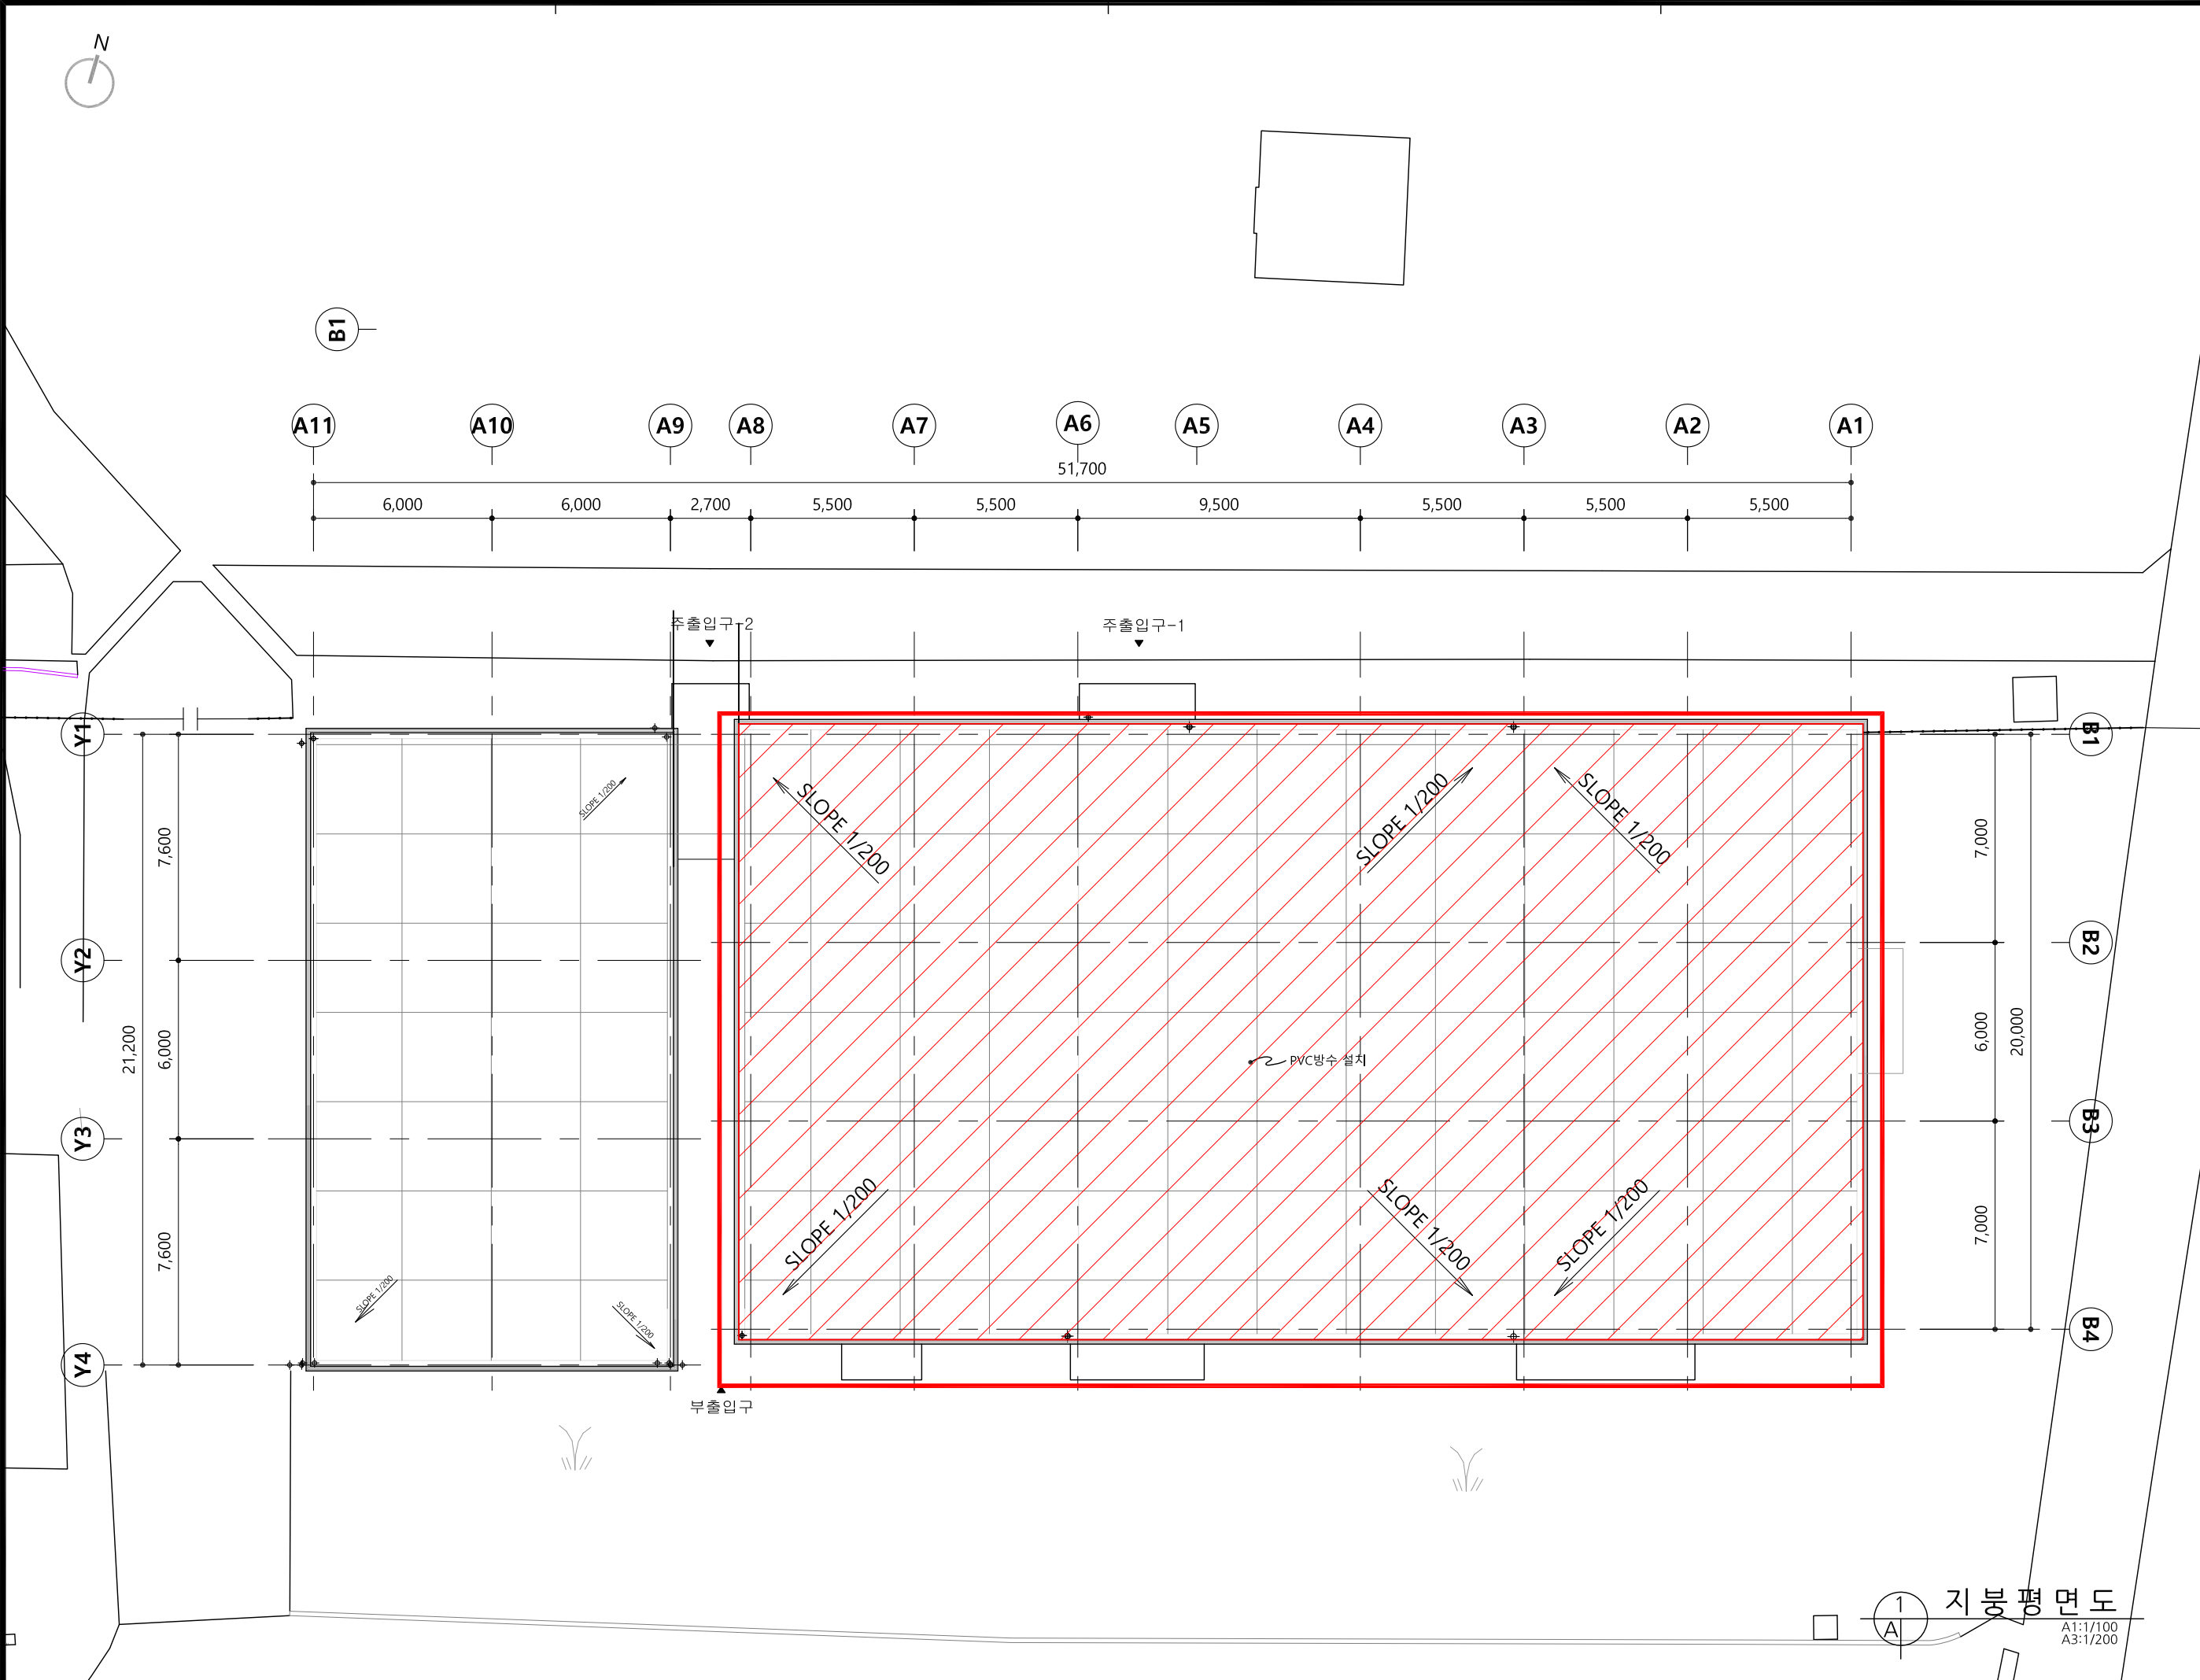 N
B1
A11 A10 A9 A8 A7 A6 A5 A4 A3 A2 A1
51,700
6,000 6,000 2,700 5,500 5,500 9,500 5,500 5,500 5,500
주출입구-2 주출입구-1
Y1 B1
SLOPE 1/200 SLOPE 1/200 SLOPE 1/200 SLOPE 1/200
7,600 7,000
Y2 B2
21,200 6,000 6,000 20,000
PVC방수 설치
Y3 B3
SLOPE 1/200 SLOPE 1/200 SLOPE 1/200
7,600 7,000
SLOPE 1/200 SLOPE 1/200
Y4 B4
부출입구
1
A
지붕평면도
A1:1/100
A3:1/200